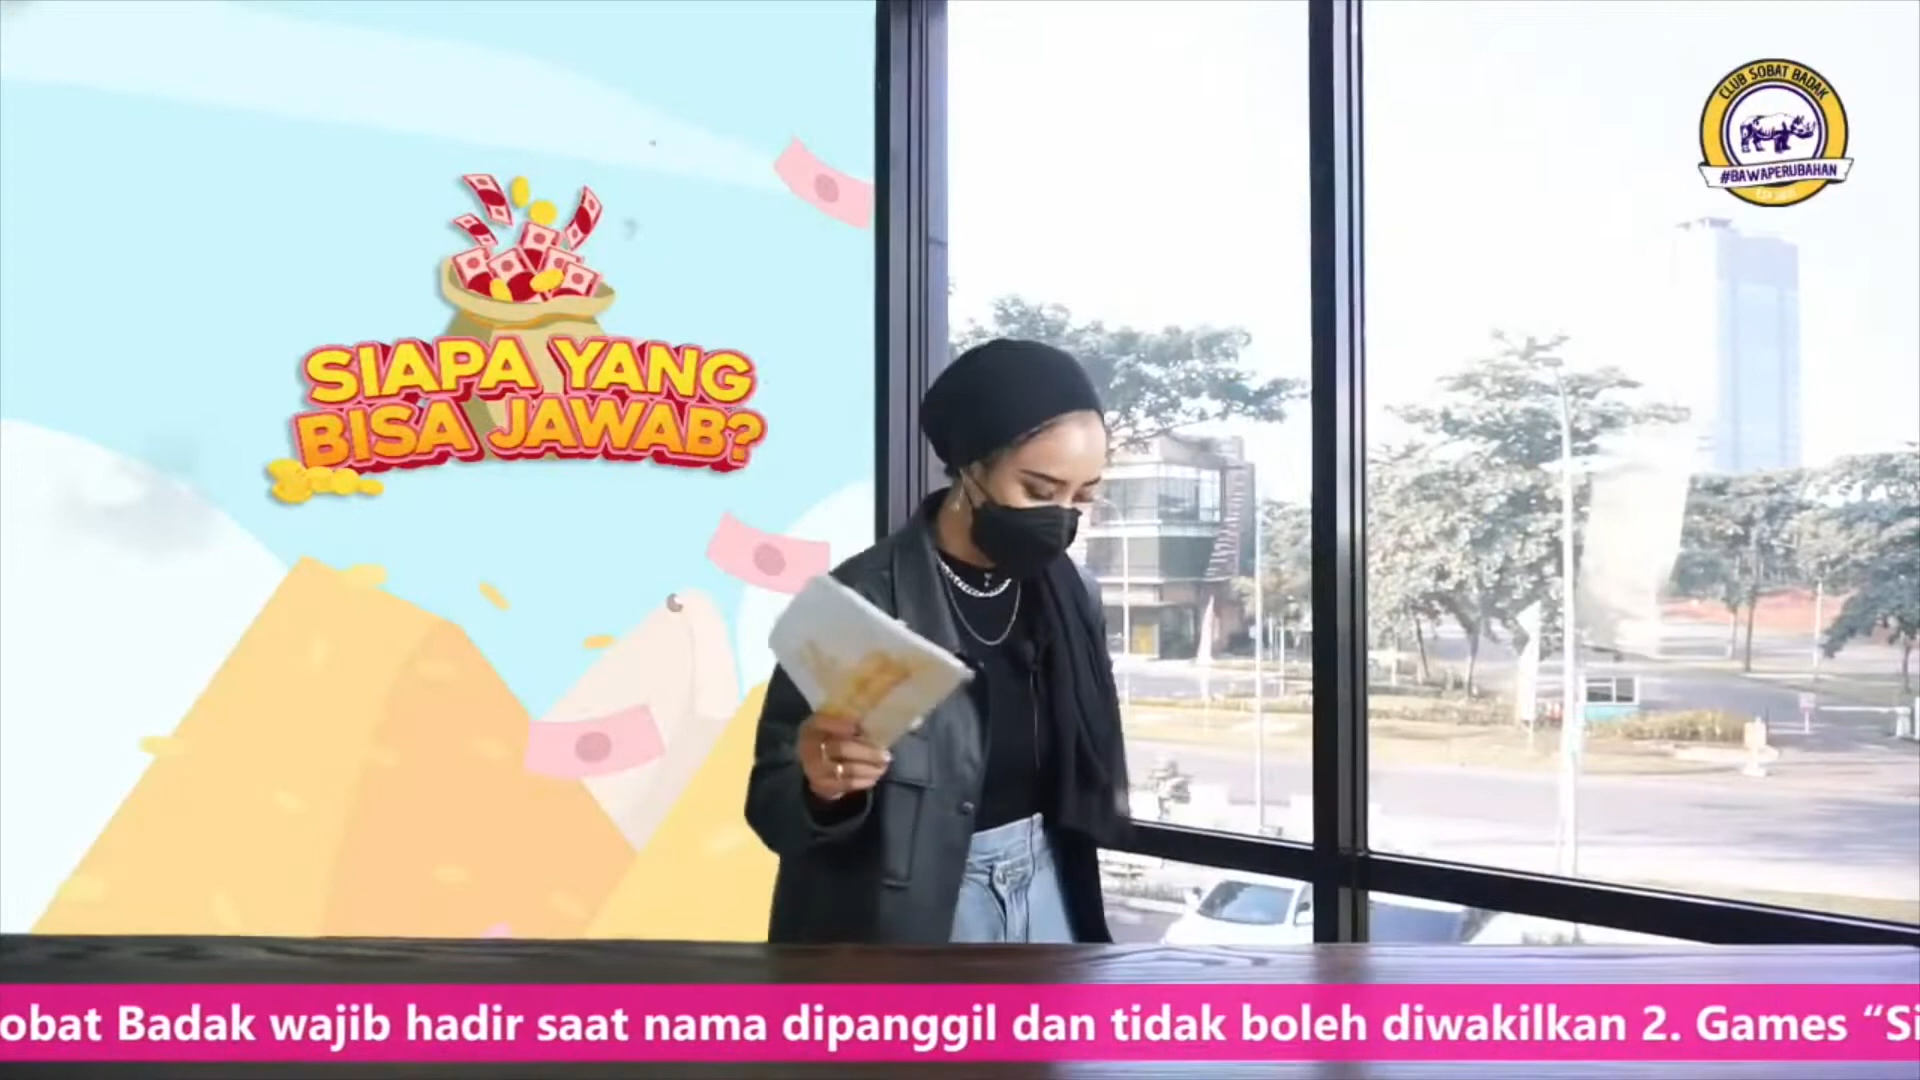 CLUB SOBAT BADAK
#BAWAPERUBAHAN
SIAPA YANG
BISA JAWAB?
obat Badak wajib hadir saat nama dipanggil dan tidak boleh diwakilkan 2. Games “Si